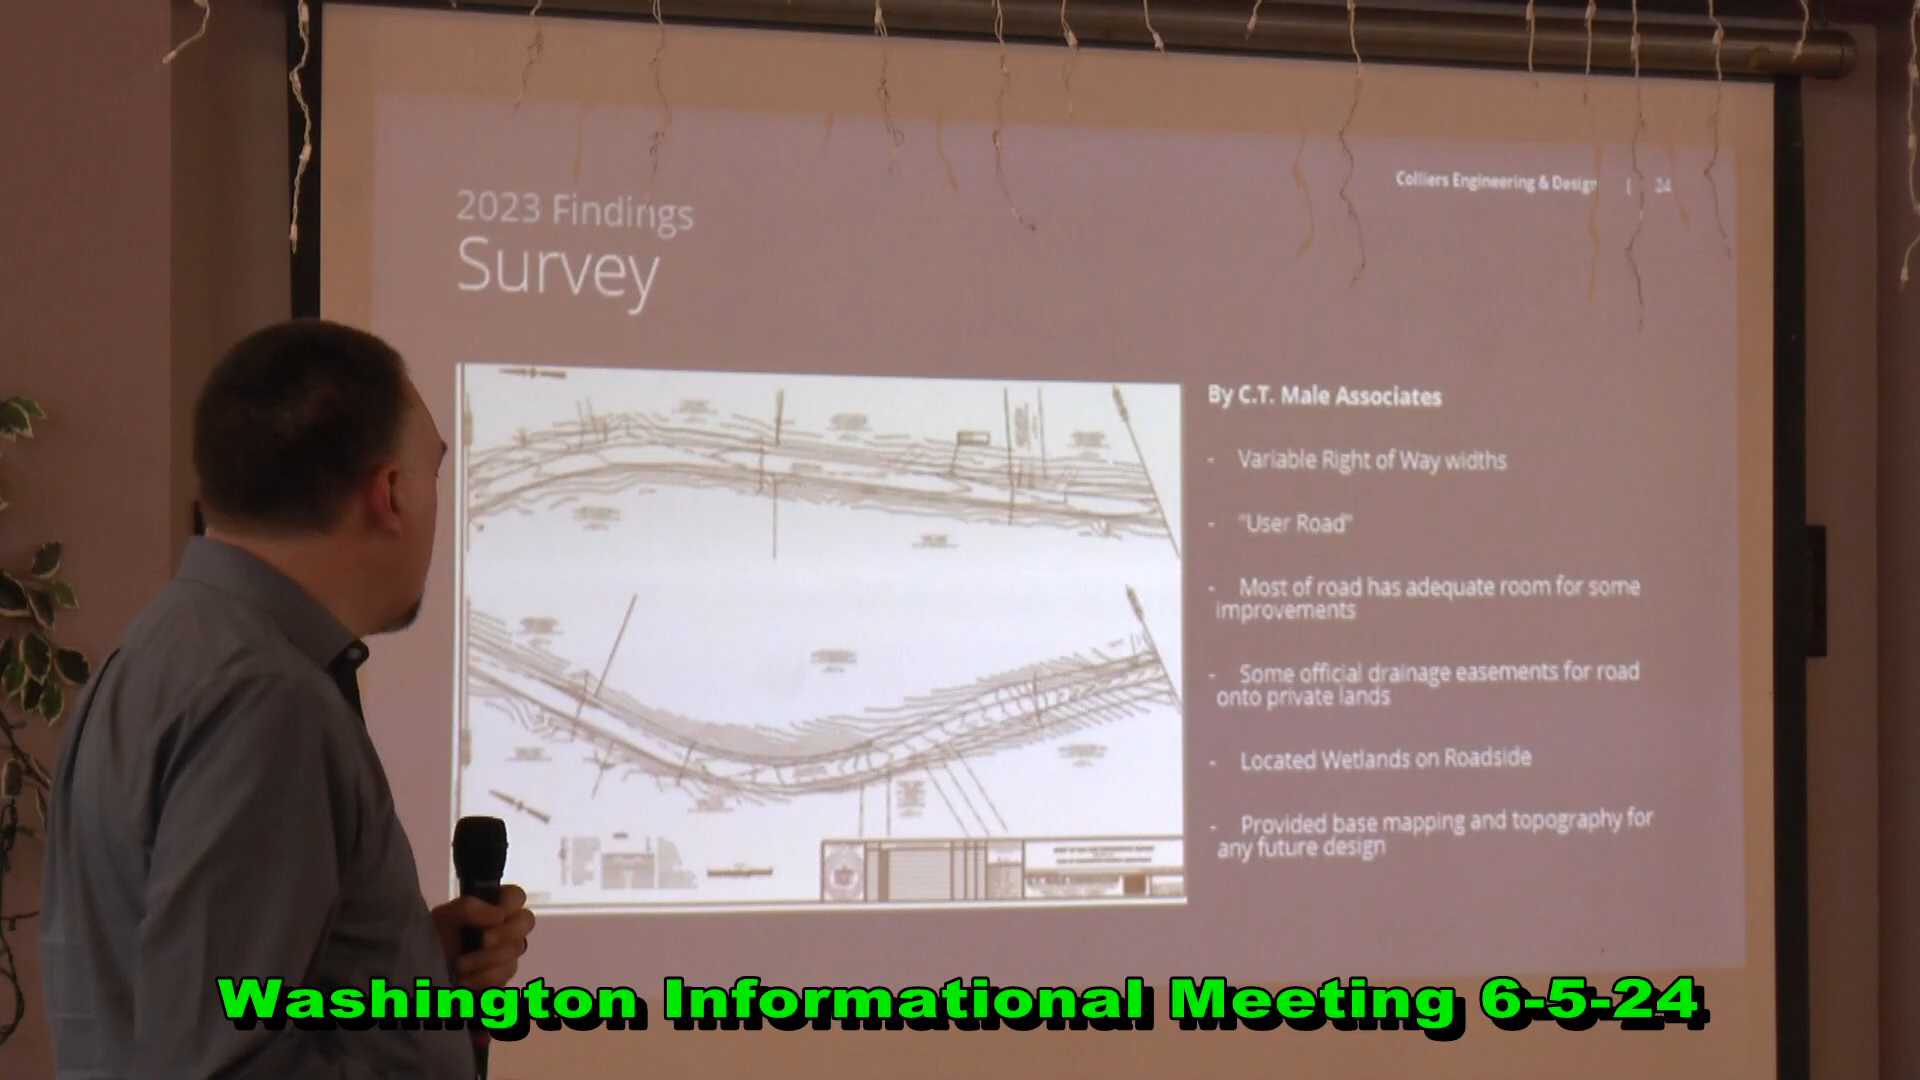 Colliers Engineering & Design | 24
2023 Findings
Survey
By C.T. Male Associates
- Variable Right of Way widths
- "User Road"
- Most of road has adequate room for some
improvements
- Some official drainage easements for road
onto private lands
- Located Wetlands on Roadside
- Provided base mapping and topography for
any future design
Washington Informational Meeting 6-5-24